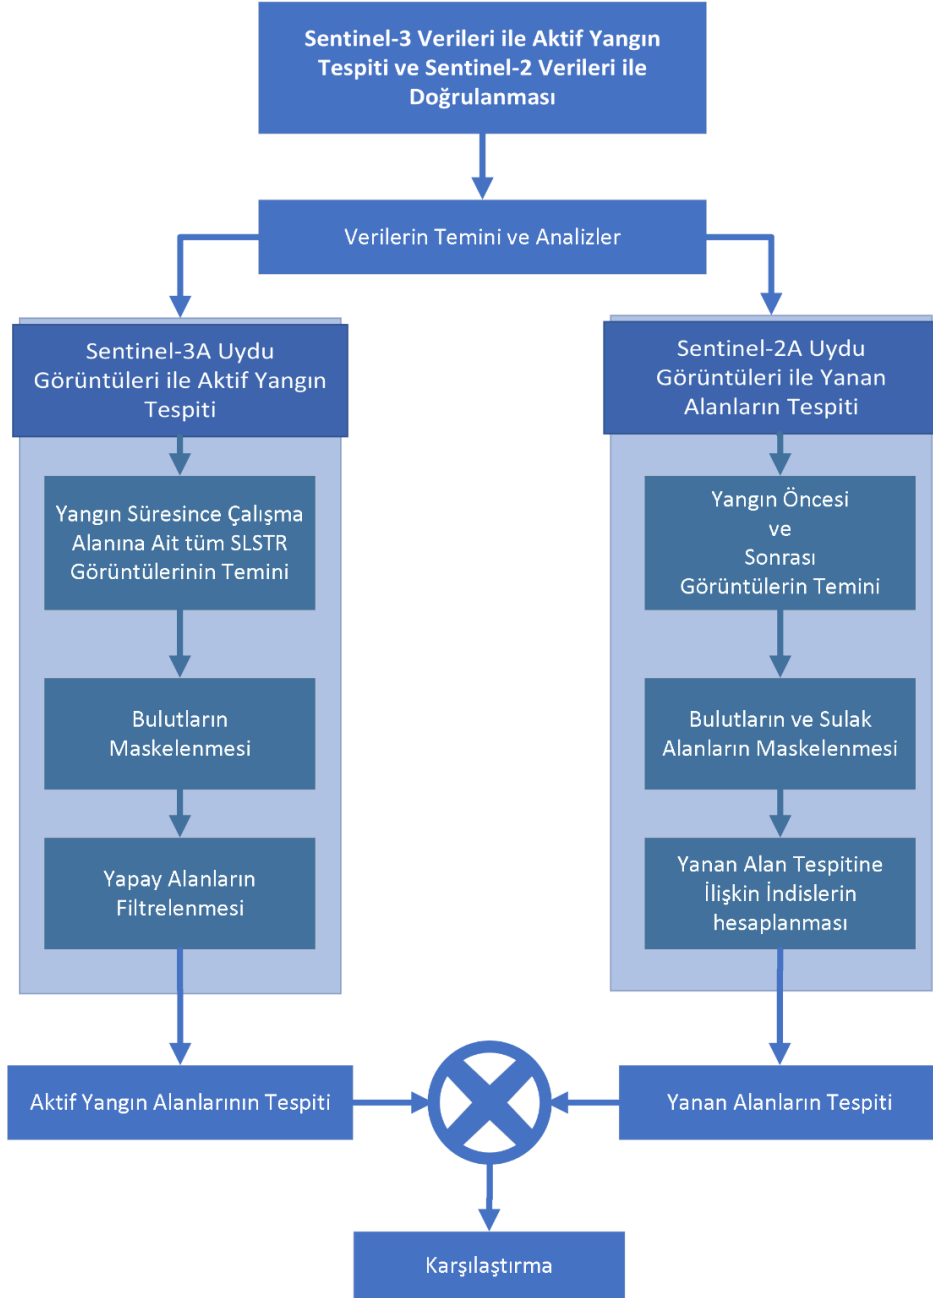 Sentinel-3 Verileri ile Aktif Yangın
Tespiti ve Sentinel-2 Verileri ile
Doğrulanması
Verilerin Temini ve Analizler
Sentinel-3A Uydu
Görüntüleri ile Aktif Yangın
Tespiti
Yangın Süresince Çalışma
Alanına Ait tüm SLSTR
Görüntülerinin Temini
Bulutların
Maskelenmesi
Yapay Alanların
Filtrelenmesi
Aktif Yangın Alanlarının Tespiti
Sentinel-2A Uydu
Görüntüleri ile Yanan
Alanların Tespiti
Yangın Öncesi
ve
Sonrası
Görüntülerin Temini
Bulutların ve Sulak
Alanların Maskelenmesi
Yanan Alan Tespitine
İlişkin İndislerin
hesaplanması
Yanan Alanların Tespiti
Karşılaştırma